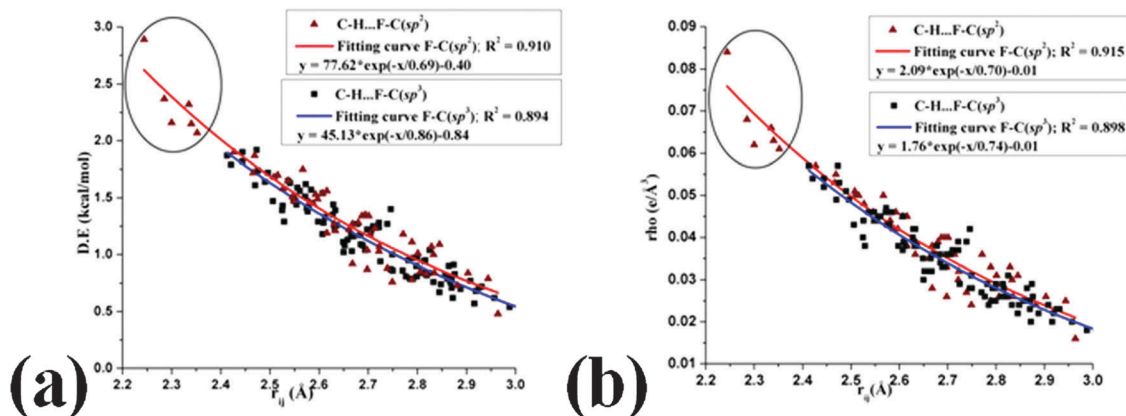 C-H...F-C(sp²)
Fitting curve F-C(sp²); R² = 0.910
y = 77.62*exp(-x/0.69)-0.40
C-H...F-C(sp³)
Fitting curve F-C(sp³); R² = 0.894
y = 45.13*exp(-x/0.86)-0.84
D.E (kcal/mol)
3.0
2.5
2.0
1.5
1.0
0.5
0.0
2.2 2.3 2.4 2.5 2.6 2.7 2.8 2.9 3.0
r_ij (Å)
(a)
C-H...F-C(sp²)
Fitting curve F-C(sp²); R² = 0.915
y = 2.09*exp(-x/0.70)-0.01
C-H...F-C(sp³)
Fitting curve F-C(sp³); R² = 0.898
y = 1.76*exp(-x/0.74)-0.01
rho (e/Å³)
0.09
0.08
0.07
0.06
0.05
0.04
0.03
0.02
0.01
2.2 2.3 2.4 2.5 2.6 2.7 2.8 2.9 3.0
r_ij (Å)
(b)